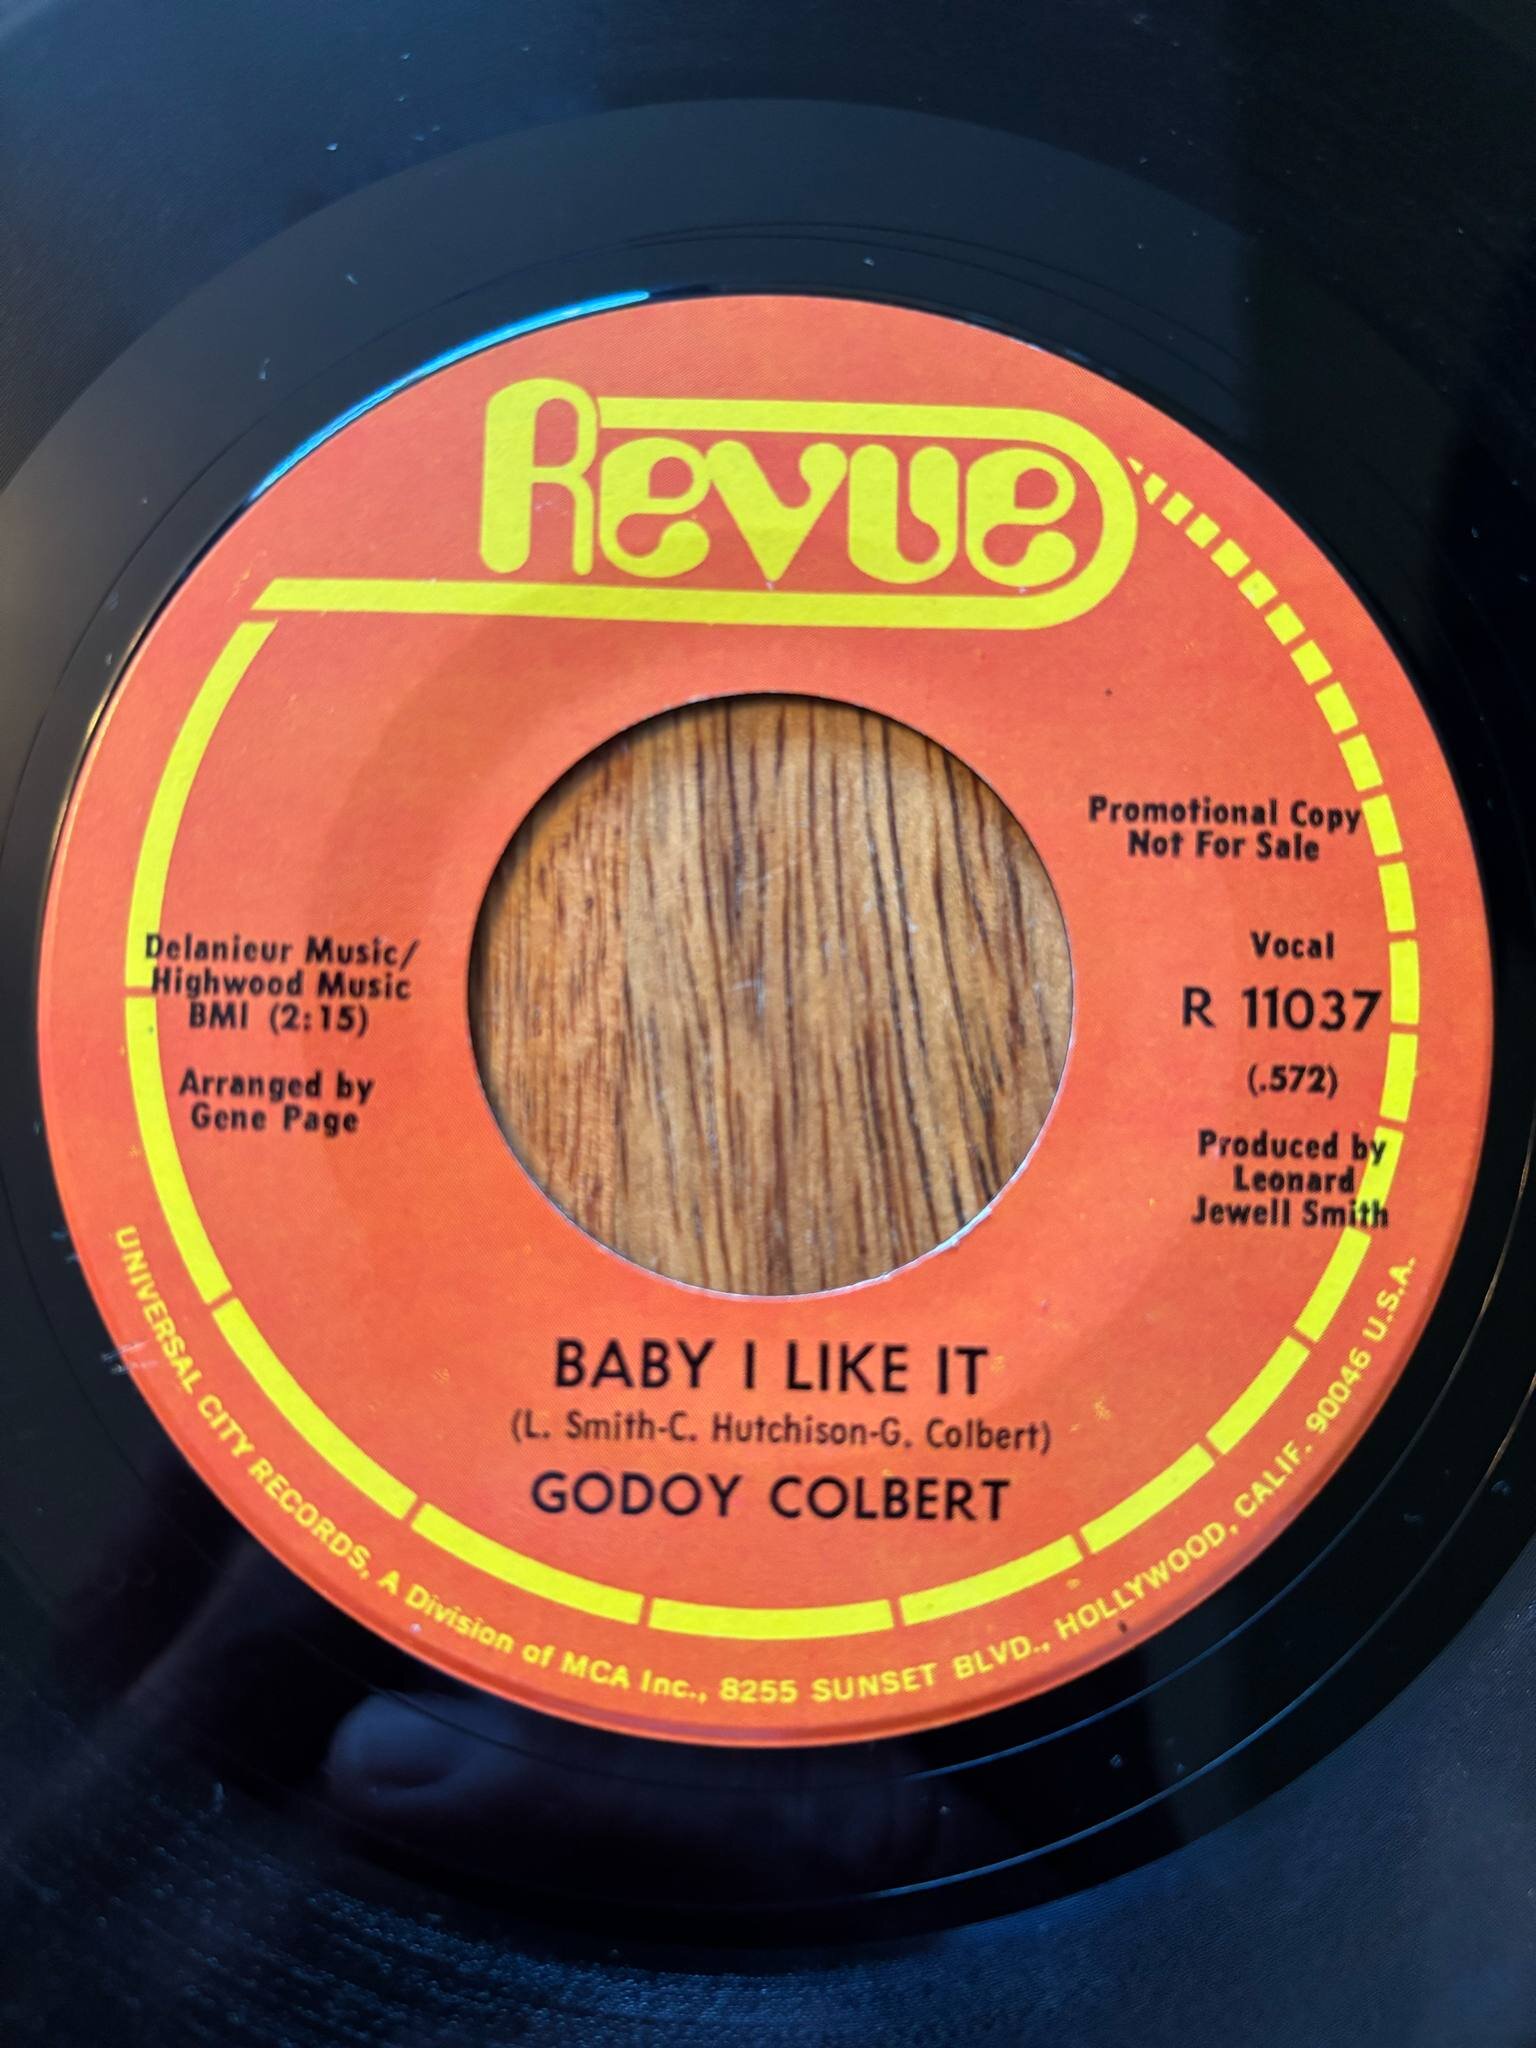 Revue
Promotional Copy
Not For Sale
Delanieur Music/
Highwood Music
BMI (2:15)
Arranged by
Gene Page
Vocal
R 11037
(.572)
Produced by
Leonard
Jewell Smith
BABY I LIKE IT
(L. Smith-C. Hutchison-G. Colbert)
GODOY COLBERT
UNIVERSAL CITY RECORDS, A Division of MCA Inc., 8255 SUNSET BLVD., HOLLYWOOD, CALIF. 90046 U.S.A.